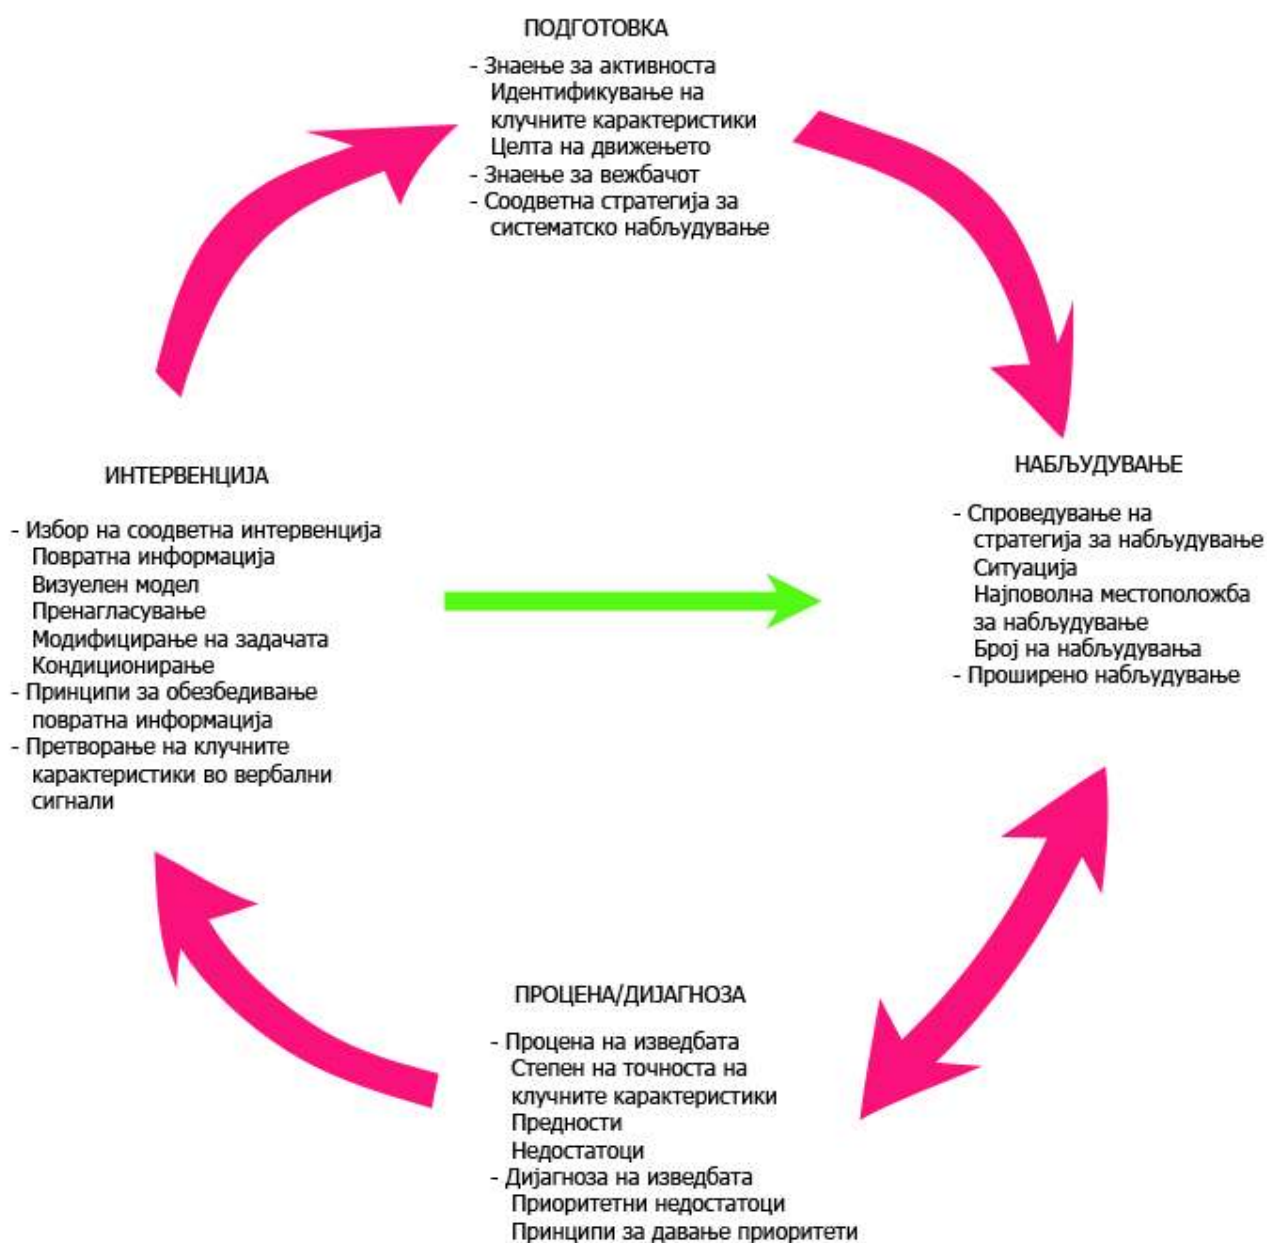 ПОДГОТОВКА
- Знаење за активноста
Идентификување на
клучните карактеристики
Целта на движењето
- Знаење за вежбачот
- Соодветна стратегија за
систематско набљудување
НАБЉУДУВАЊЕ
- Спроведување на
стратегија за набљудување
Ситуација
Најповолна местоположба
за набљудување
Број на набљудувања
- Проширено набљудување
ПРОЦЕНА/ДИЈАГНОЗА
- Процена на изведбата
Степен на точноста на
клучните карактеристики
Предности
Недостатоци
- Дијагноза на изведбата
Приоритетни недостатоци
Принципи за давање приоритети
ИНТЕРВЕНЦИЈА
- Избор на соодветна интервенција
Повратна информација
Визуелен модел
Пренагласување
Модифицирање на задачата
Кондиционирање
- Принципи за обезбедивање
повратна информација
- Претворање на клучните
карактеристики во вербални
сигнали